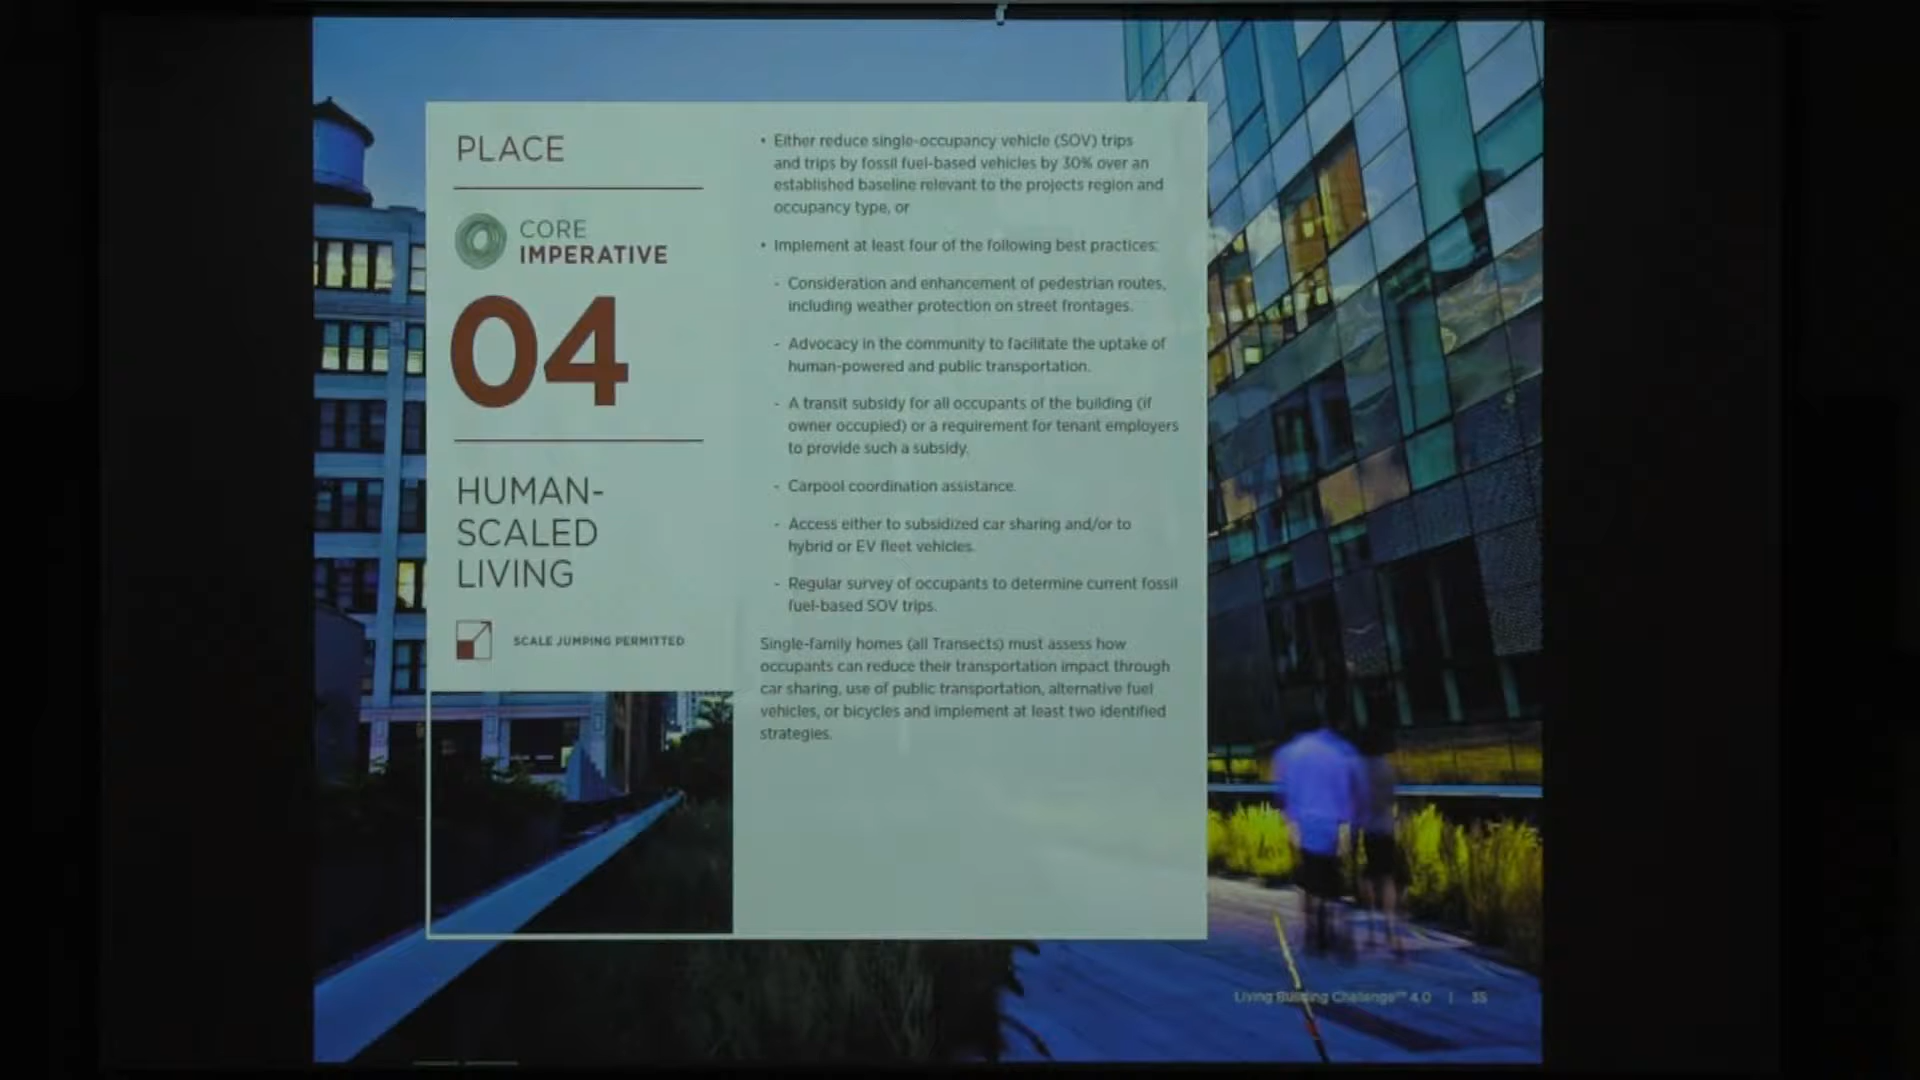 PLACE
CORE
IMPERATIVE
04
HUMAN-
SCALED
LIVING
SCALE JUMPING PERMITTED
• Either reduce single-occupancy vehicle (SOV) trips
and trips by fossil fuel-based vehicles by 30% over an
established baseline relevant to the projects region and
occupancy type, or
• Implement at least four of the following best practices:
- Consideration and enhancement of pedestrian routes,
including weather protection on street frontages.
- Advocacy in the community to facilitate the uptake of
human-powered and public transportation.
- A transit subsidy for all occupants of the building (if
owner occupied) or a requirement for tenant employers
to provide such a subsidy.
- Carpool coordination assistance.
- Access either to subsidized car sharing and/or to
hybrid or EV fleet vehicles.
- Regular survey of occupants to determine current fossil
fuel-based SOV trips.
Single-family homes (all Transects) must assess how
occupants can reduce their transportation impact through
car sharing, use of public transportation, alternative fuel
vehicles, or bicycles and implement at least two identified
strategies.
Living Building Challenge℠ 4.0 | 35